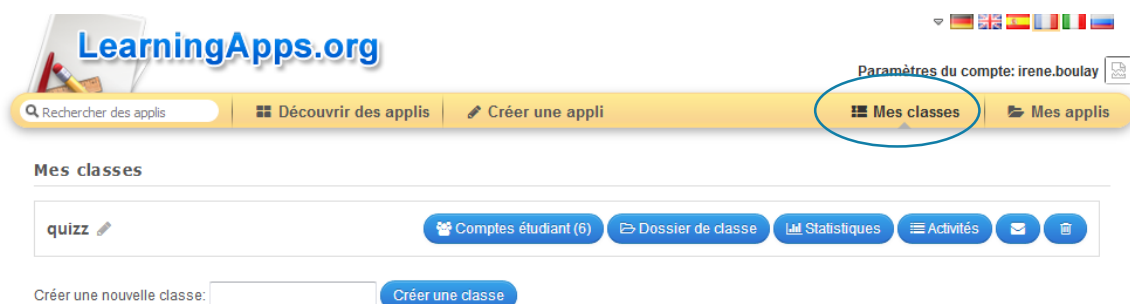 LearningApps.org
Paramètres du compte: irene.boulay
Rechercher des applis
Découvrir des applis
Créer une appli
Mes classes
Mes applis
Mes classes
quizz
Comptes étudiant (6)
Dossier de classe
Statistiques
Activités
Créer une nouvelle classe:
Créer une classe